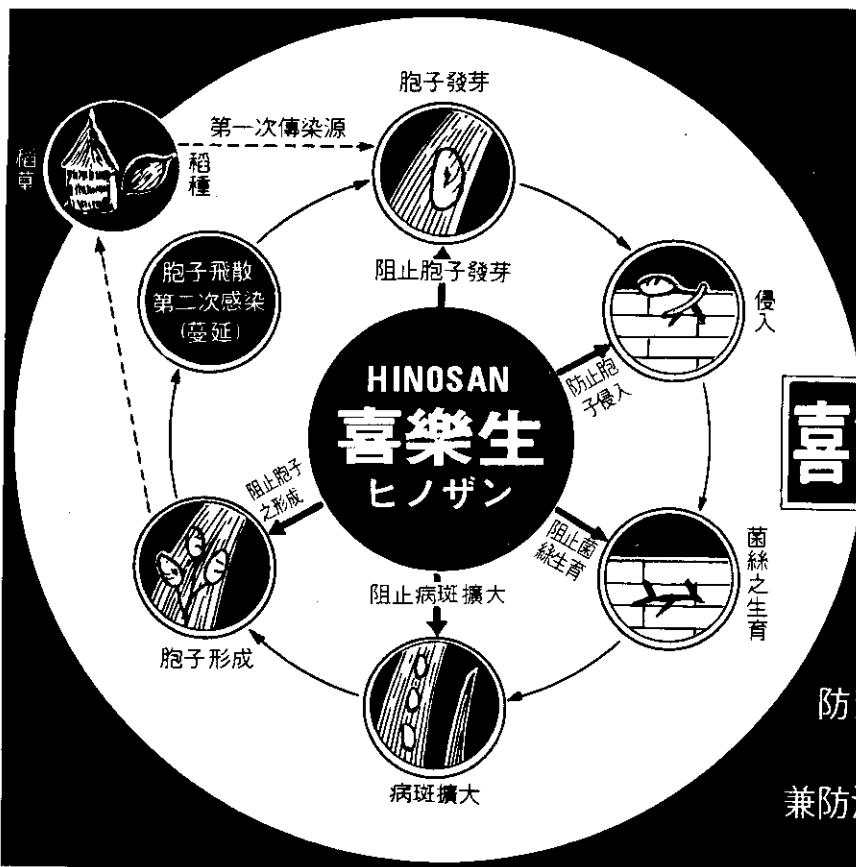 胞子發芽
第一次傳染源
稻草
稻種
阻止胞子發芽
胞子飛散
第二次感染
(蔓延)
侵入
HINOSAN
喜樂生
ヒノザン
防止胞
子侵入
喜
阻止胞子
之形成
阻止菌
絲生育
菌絲之生育
阻止病斑擴大
胞子形成
病斑擴大
防
兼防